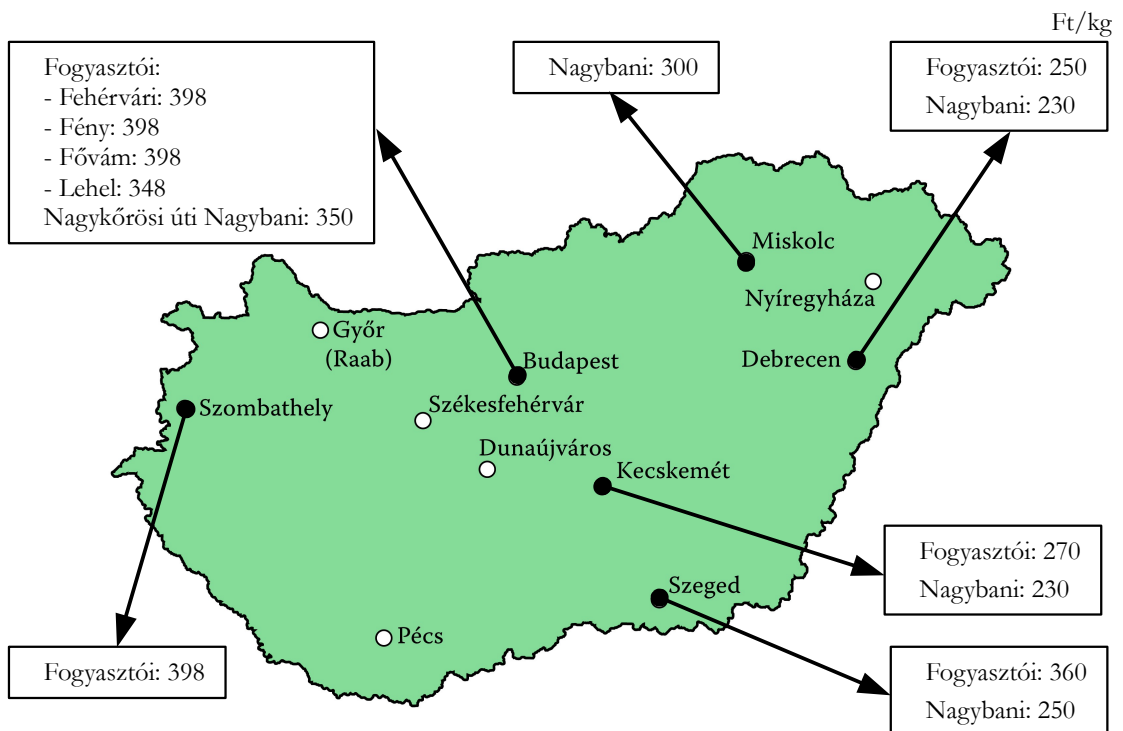 Ft/kg
Fogyasztói:
- Fehérvári: 398
- Fény: 398
- Fővám: 398
- Lehel: 348
Nagykőrösi úti Nagybani: 350
Nagybani: 300
Fogyasztói: 250
Nagybani: 230
Miskolc
Nyíregyháza
Győr
(Raab)
Budapest
Debrecen
Szombathely
Székesfehérvár
Dunaújváros
Kecskemét
Fogyasztói: 270
Nagybani: 230
Szeged
Pécs
Fogyasztói: 398
Fogyasztói: 360
Nagybani: 250